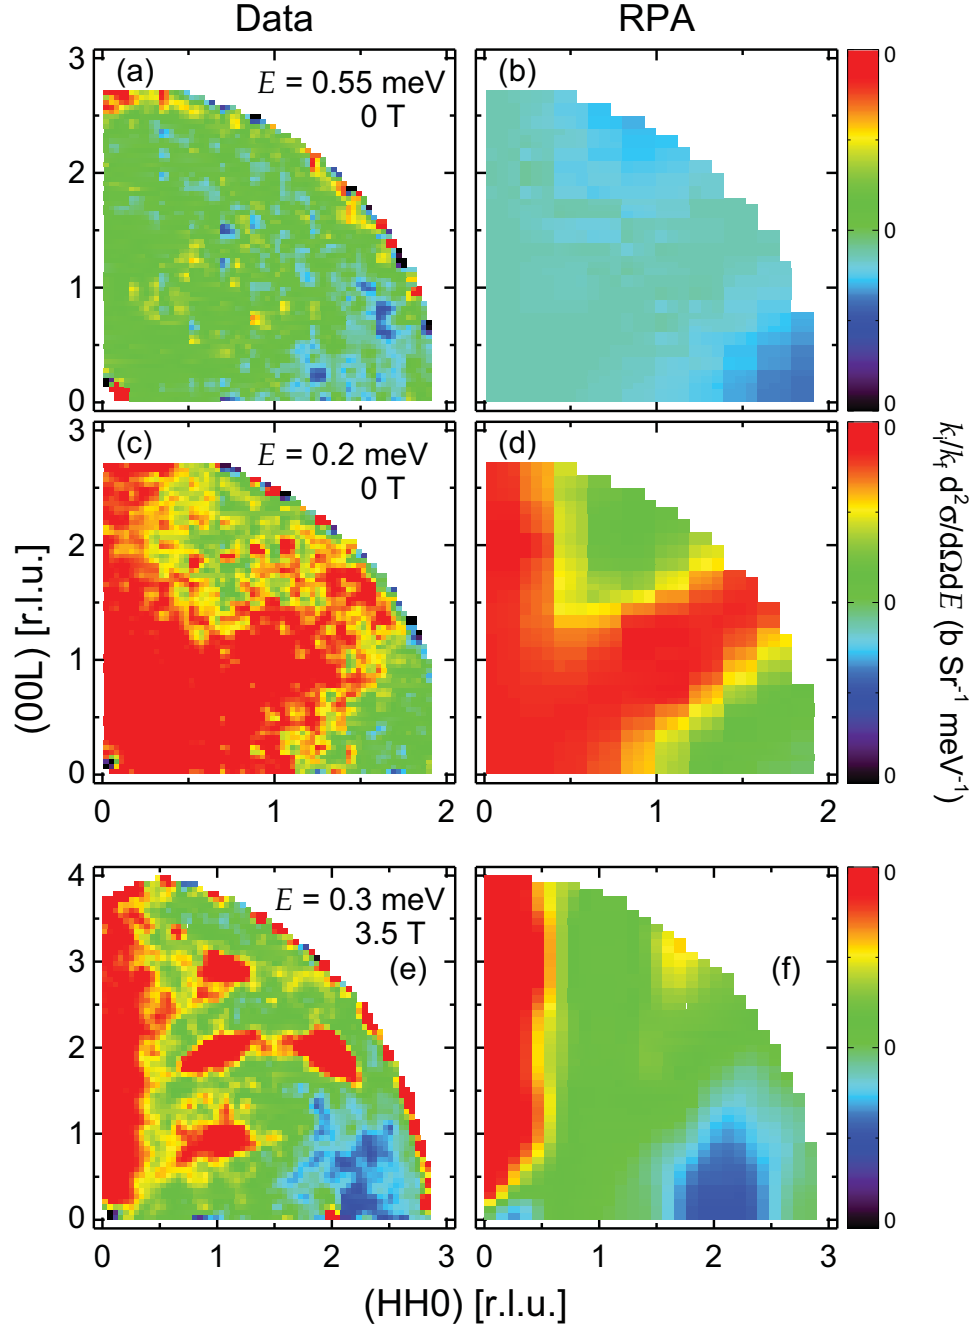 Data
RPA
(a)
E = 0.55 meV
0 T
(b)
3
2
1
0
0
0
0
(c)
E = 0.2 meV
0 T
(d)
3
2
1
0
0
1
2
0
1
2
0
0
0
(e)
E = 0.3 meV
3.5 T
(f)
4
3
2
1
0
0
1
2
3
0
1
2
3
0
0
0
(00L) [r.l.u.]
(HH0) [r.l.u.]
kᵢ/k_f d²σ/dΩdE (b Sr⁻¹ meV⁻¹)